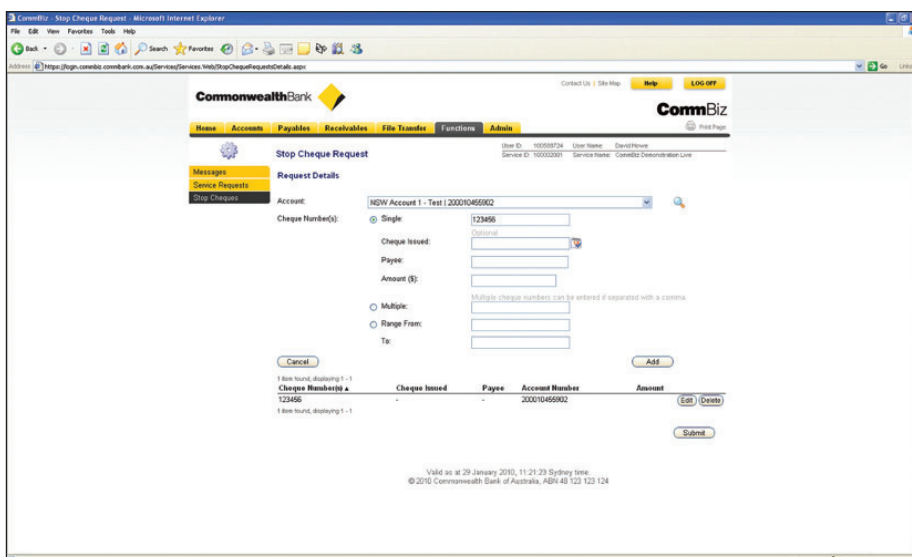 CommBiz - Stop Cheque Request - Microsoft Internet Explorer
File Edit View Favorites Tools Help
Back Search Favorites
Address https://login.commbiz.commbank.com.au/Services/Services.Web/StopChequeRequestsDetails.aspx Go Links
Contact Us | Site Map Help LOG OFF
CommonwealthBank
CommBiz
Home Accounts Payables Receivables File Transfer Functions Admin Print Page
User ID: 100598724 User Name: David Howe
Stop Cheque Request
Service ID: 100002001 Service Name: CommBiz Demonstration Live
Messages
Request Details
Service Requests
Stop Cheques
Account: NSW Account 1 - Test | 200010455902
Cheque Number(s): Single: 123456
Optional
Cheque Issued:
Payee:
Amount ($):
Multiple cheque numbers can be entered if separated with a comma.
Multiple:
Range From:
To:
Cancel Add
1 item found, displaying 1 - 1
Cheque Number(s) Cheque Issued Payee Account Number Amount
123456 - - 200010455902 Edit Delete
1 item found, displaying 1 - 1
Submit
Valid as at 29 January 2010, 11:21:23 Sydney time.
© 2010 Commonwealth Bank of Australia, ABN 48 123 123 124